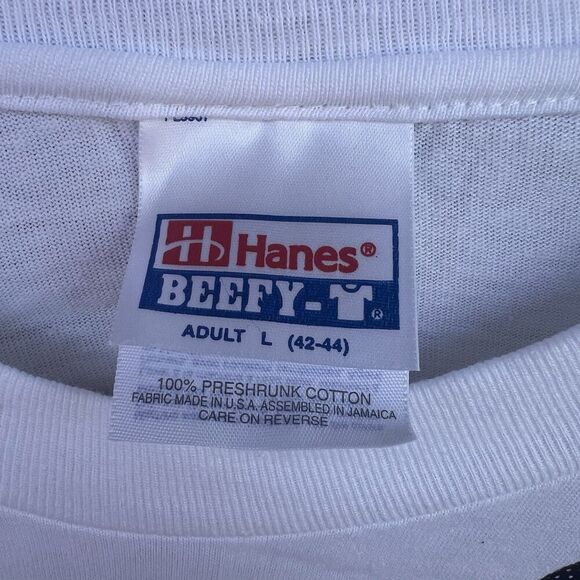 Hanes®
BEEFY-T®
ADULT L (42-44)
100% PRESHRUNK COTTON
FABRIC MADE IN U.S.A. ASSEMBLED IN JAMAICA
CARE ON REVERSE